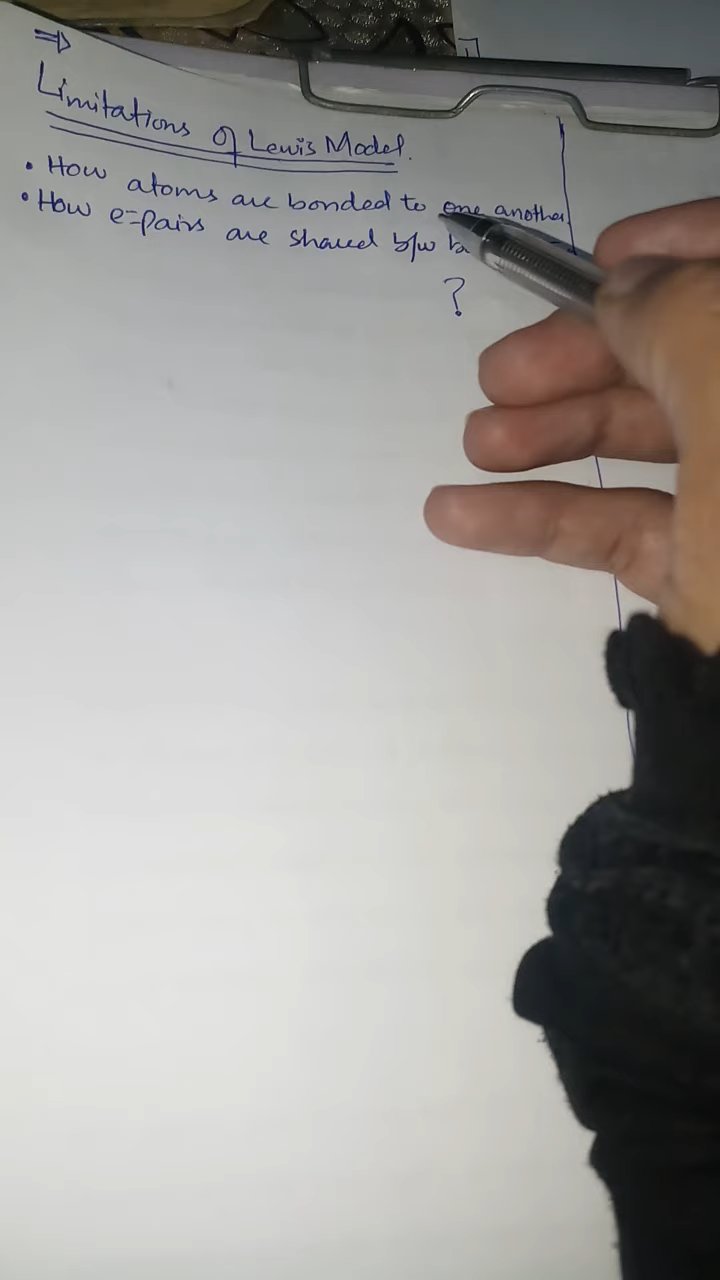 ⇒
Limitations of Lewis Model.
• How atoms are bonded to one another
• How e-pairs are shared b/w
?